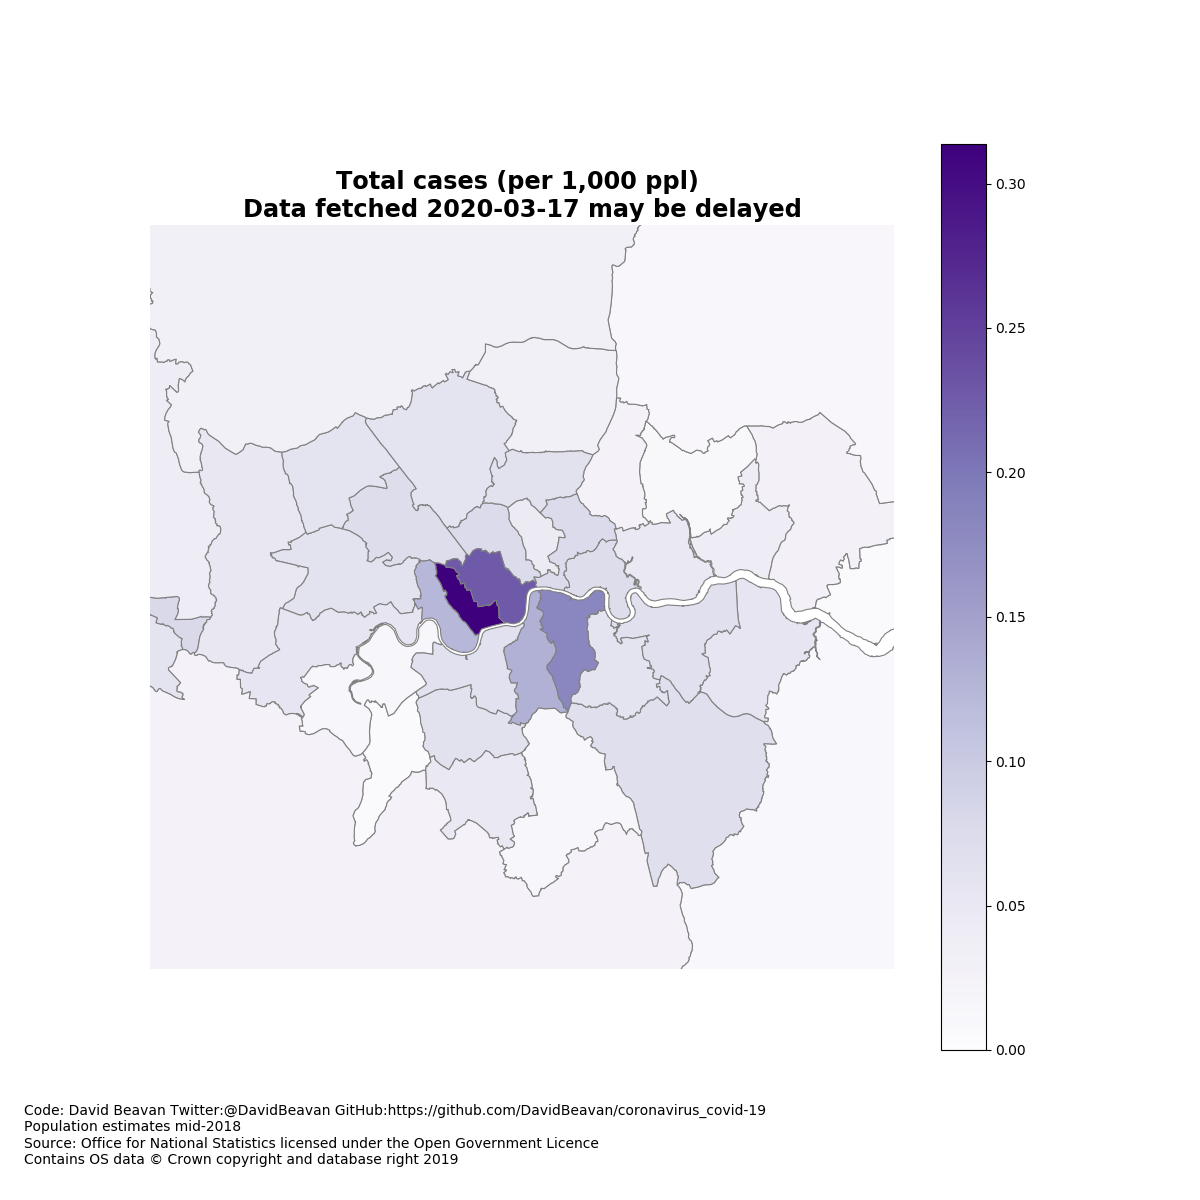 Total cases (per 1,000 ppl)
Data fetched 2020-03-17 may be delayed
0.30
0.25
0.20
0.15
0.10
0.05
0.00
Code: David Beavan Twitter:@DavidBeavan GitHub:https://github.com/DavidBeavan/coronavirus_covid-19
Population estimates mid-2018
Source: Office for National Statistics licensed under the Open Government Licence
Contains OS data © Crown copyright and database right 2019